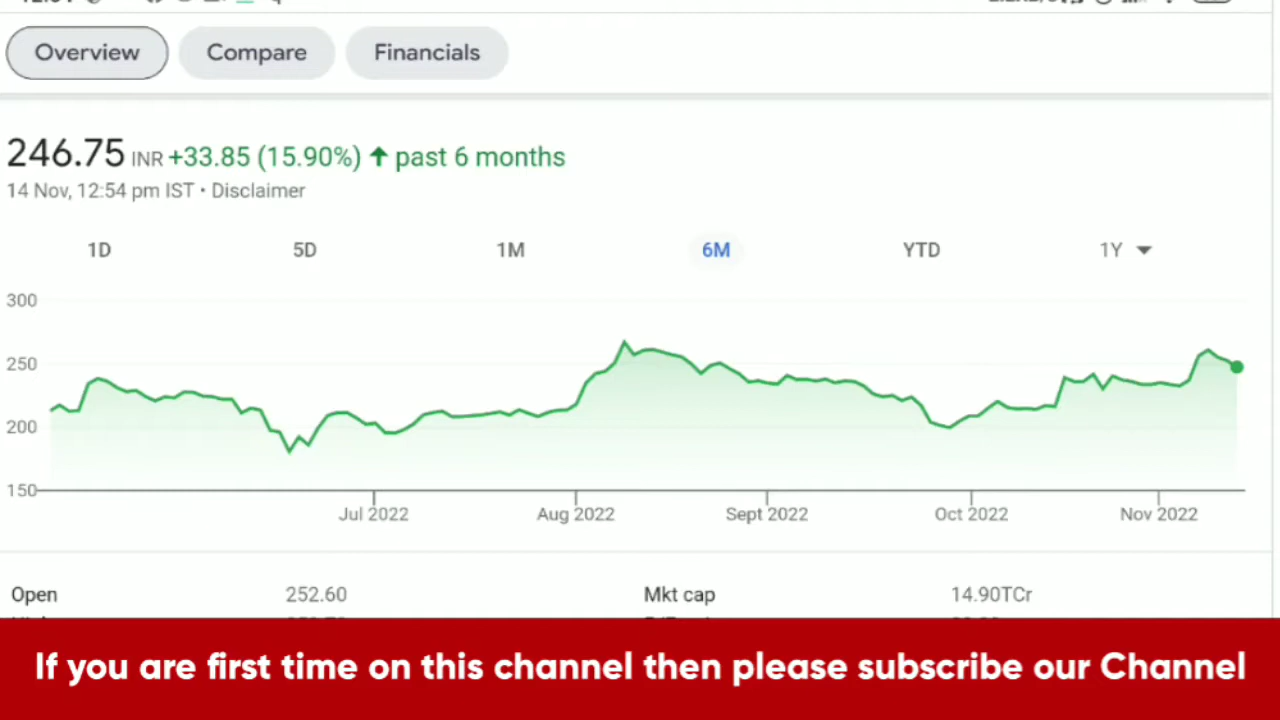 Overview Compare Financials
246.75 INR +33.85 (15.90%) ↑ past 6 months
14 Nov, 12:54 pm IST • Disclaimer
1D 5D 1M 6M YTD 1Y
300
250
200
150
Jul 2022 Aug 2022 Sept 2022 Oct 2022 Nov 2022
Open 252.60 Mkt cap 14.90TCr
If you are first time on this channel then please subscribe our Channel